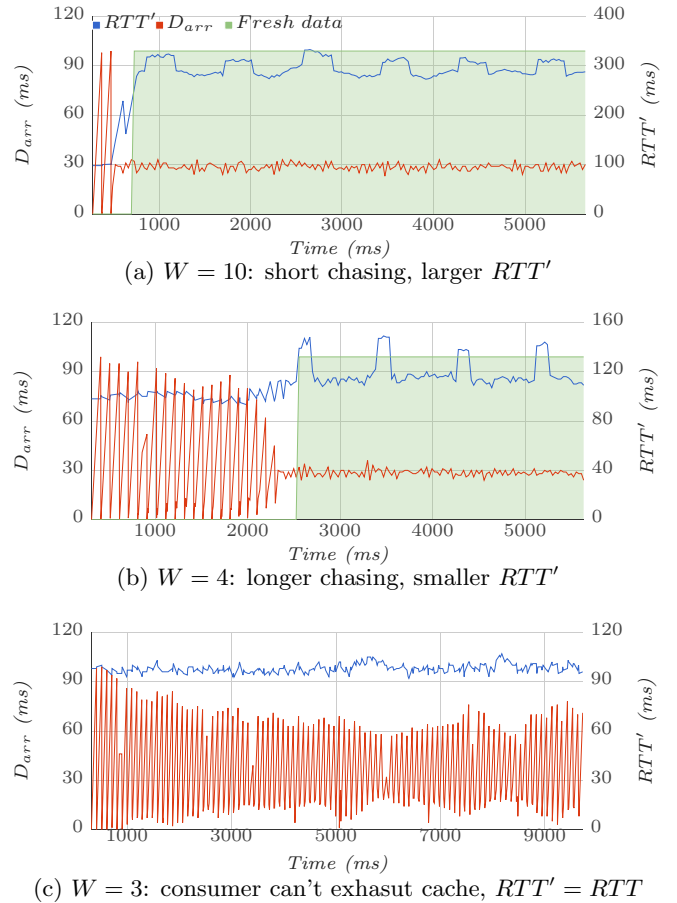 120 400
RTT′ D_arr Fresh data
90 300
60 200
30 100
0 0
D_arr (ms)
RTT′ (ms)
1000 2000 3000 4000 5000
Time (ms)
(a) W = 10: short chasing, larger RTT′
120 160
90 120
60 80
30 40
0 0
D_arr (ms)
RTT′ (ms)
1000 2000 3000 4000 5000
Time (ms)
(b) W = 4: longer chasing, smaller RTT′
120 120
90 90
60 60
30 30
0 0
D_arr (ms)
RTT′ (ms)
1000 3000 5000 7000 9000
Time (ms)
(c) W = 3: consumer can't exhasut cache, RTT′ = RTT